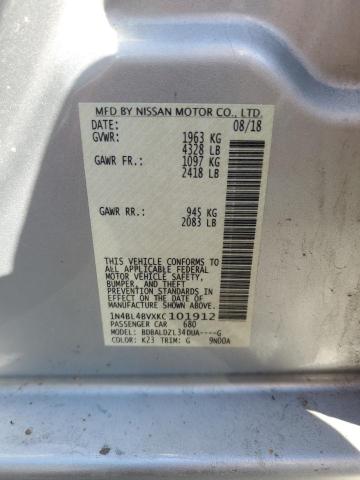 MFD BY NISSAN MOTOR CO., LTD.
DATE: 08/18
GVWR: 1963 KG
4328 LB
GAWR FR.: 1097 KG
2418 LB
GAWR RR.: 945 KG
2083 LB
THIS VEHICLE CONFORMS TO
ALL APPLICABLE FEDERAL
MOTOR VEHICLE SAFETY,
BUMPER, AND THEFT
PREVENTION STANDARDS
IN EFFECT ON THE DATE
OF MANUFACTURE SHOWN
ABOVE.
1N4BL4BVXKC101912
PASSENGER CAR 680
MODEL: BDBALDZL34DUA----G
COLOR: KZ3 TRIM: G 9N00A